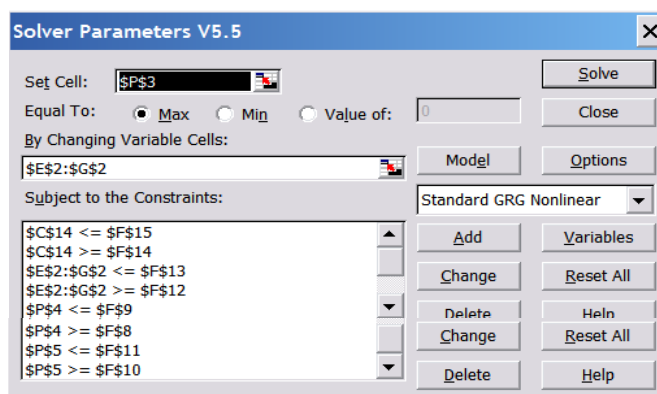 Solver Parameters V5.5
Set Cell: $P$3 Solve
Equal To: Max Min Value of: 0 Close
By Changing Variable Cells:
$E$2:$G$2 Model Options
Subject to the Constraints: Standard GRG Nonlinear
$C$14 <= $F$15 Add Variables
$C$14 >= $F$14
$E$2:$G$2 <= $F$13 Change Reset All
$E$2:$G$2 >= $F$12
$P$4 <= $F$9 Delete Help
$P$4 >= $F$8 Change Reset All
$P$5 <= $F$11
$P$5 >= $F$10 Delete Help